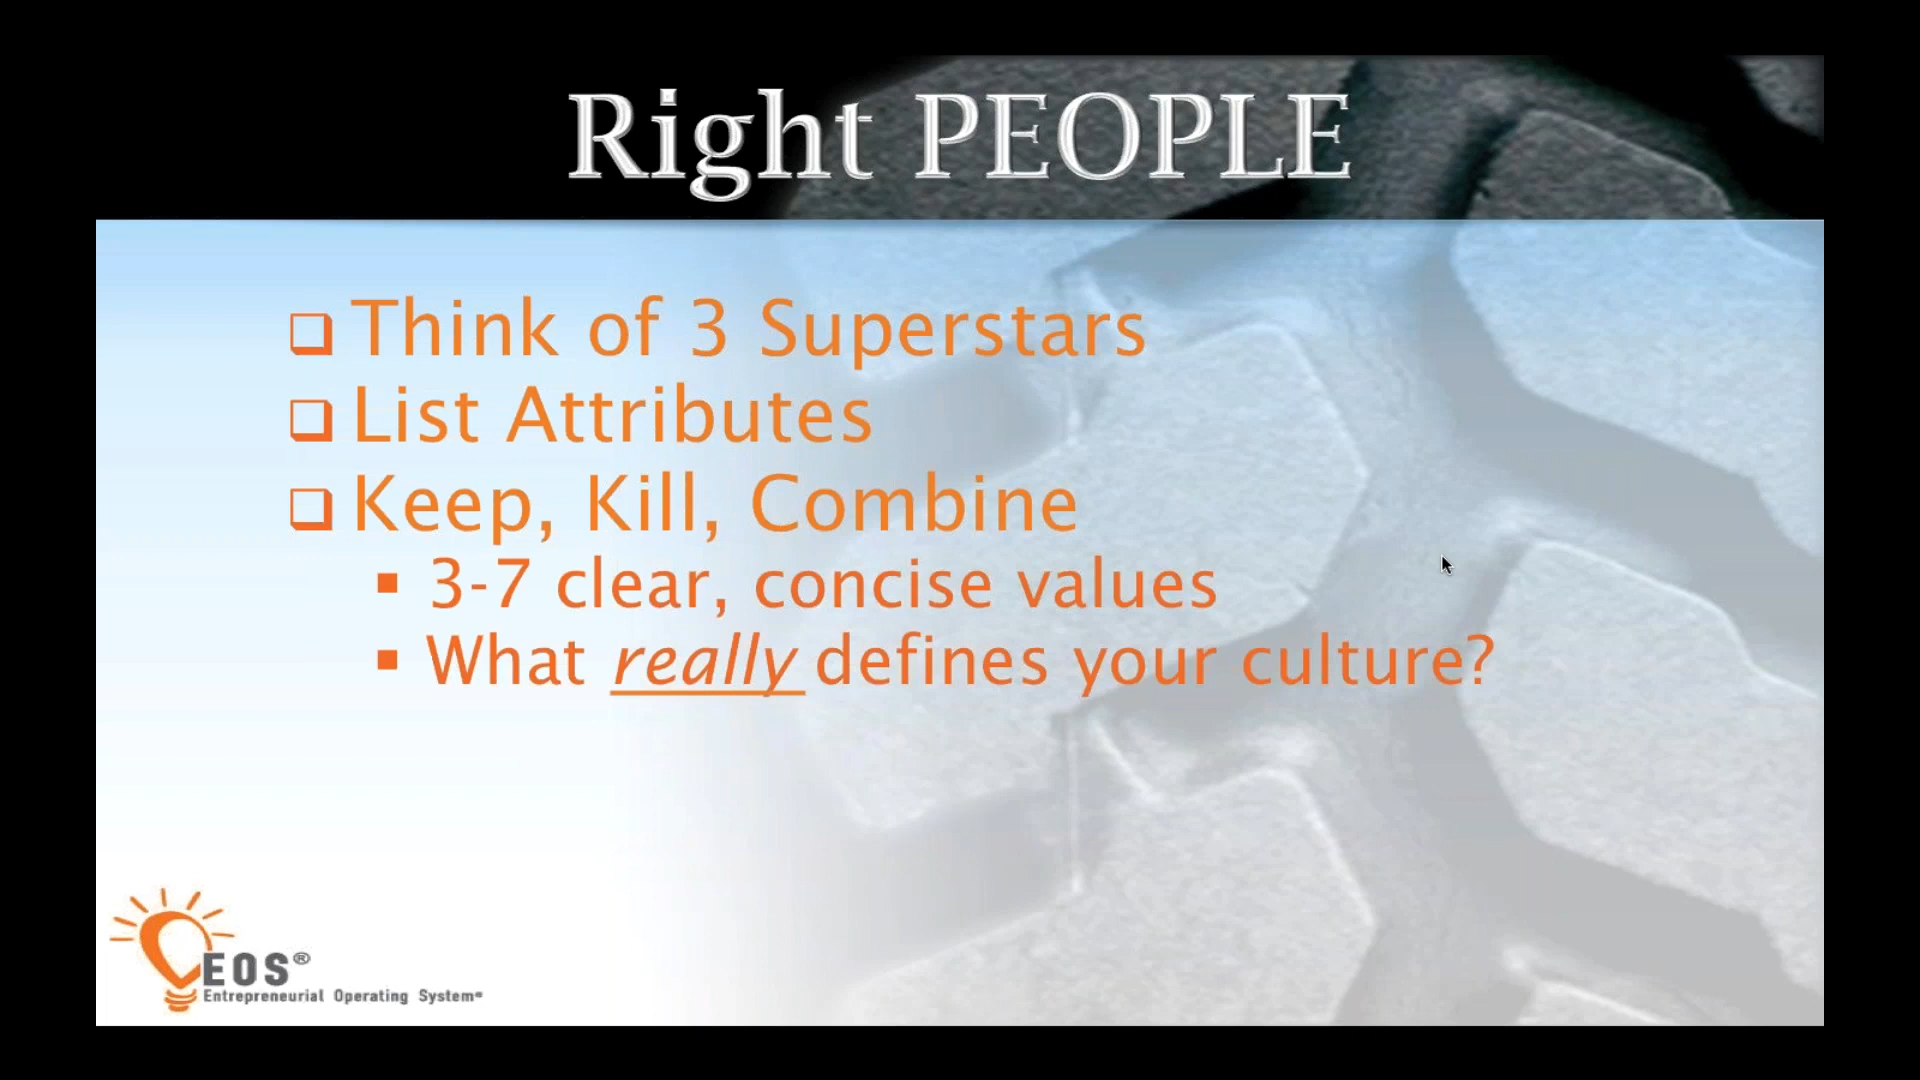 Right PEOPLE
Think of 3 Superstars
List Attributes
Keep, Kill, Combine
3-7 clear, concise values
What really defines your culture?
EOS®
Entrepreneurial Operating System®